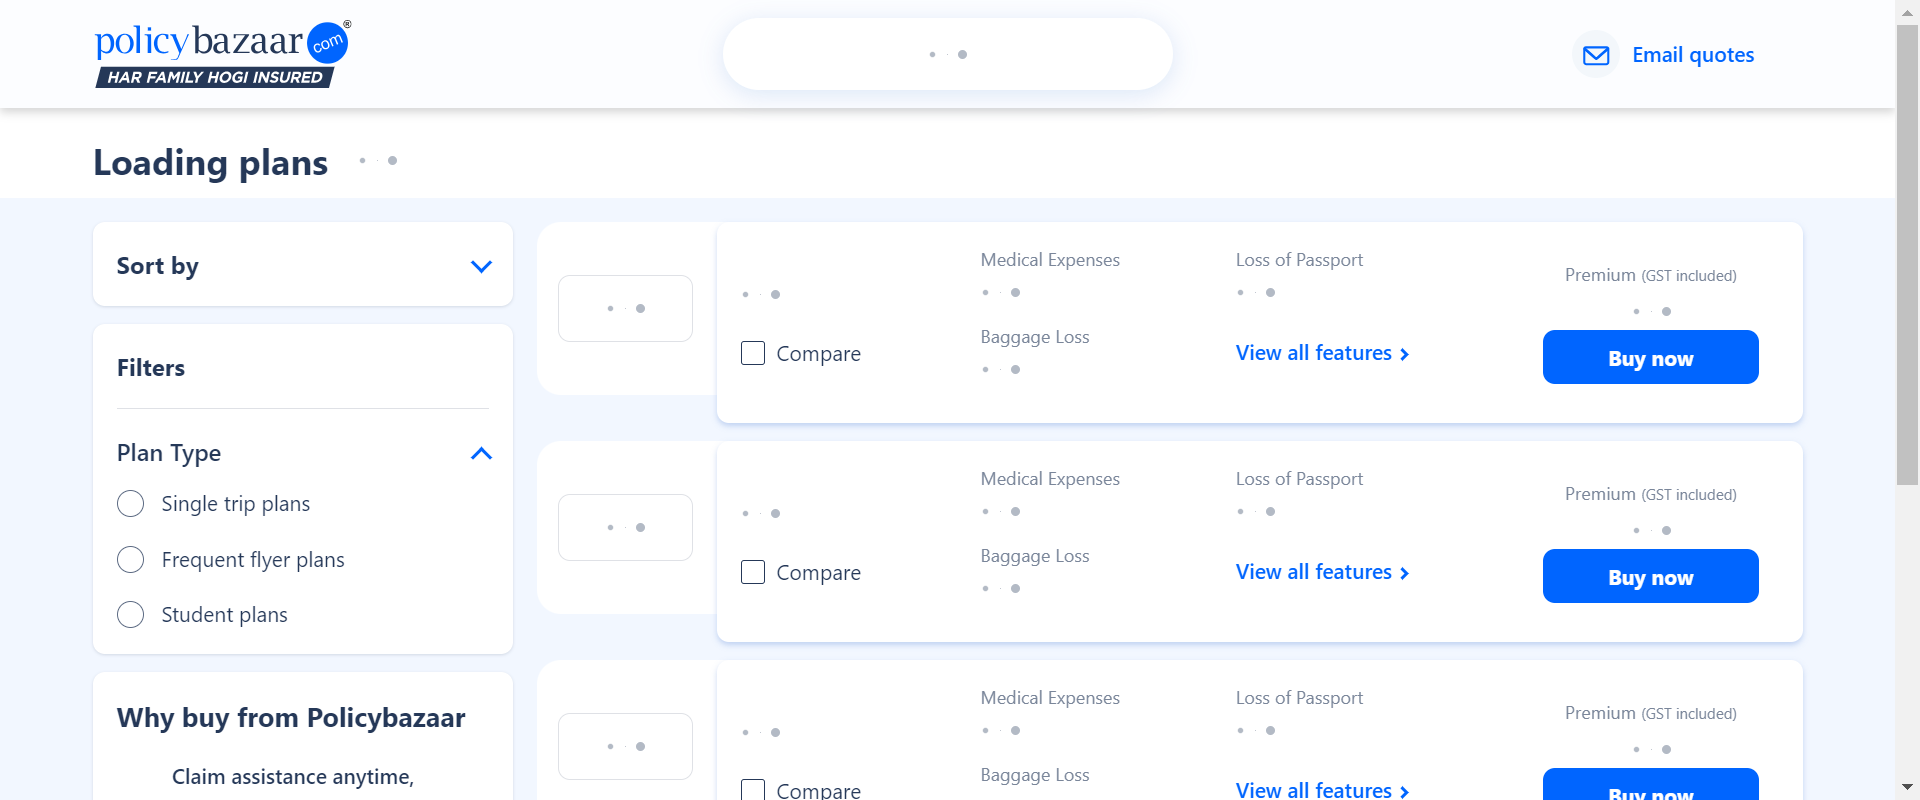 policybazaar com ®
HAR FAMILY HOGI INSURED
Email quotes
Loading plans
Sort by
Filters
Plan Type
Single trip plans
Frequent flyer plans
Student plans
Why buy from Policybazaar
Claim assistance anytime,
Medical Expenses
Loss of Passport
Premium (GST included)
Baggage Loss
Compare
View all features
Buy now
Medical Expenses
Loss of Passport
Premium (GST included)
Baggage Loss
Compare
View all features
Buy now
Medical Expenses
Loss of Passport
Premium (GST included)
Baggage Loss
Compare
View all features
Buy now